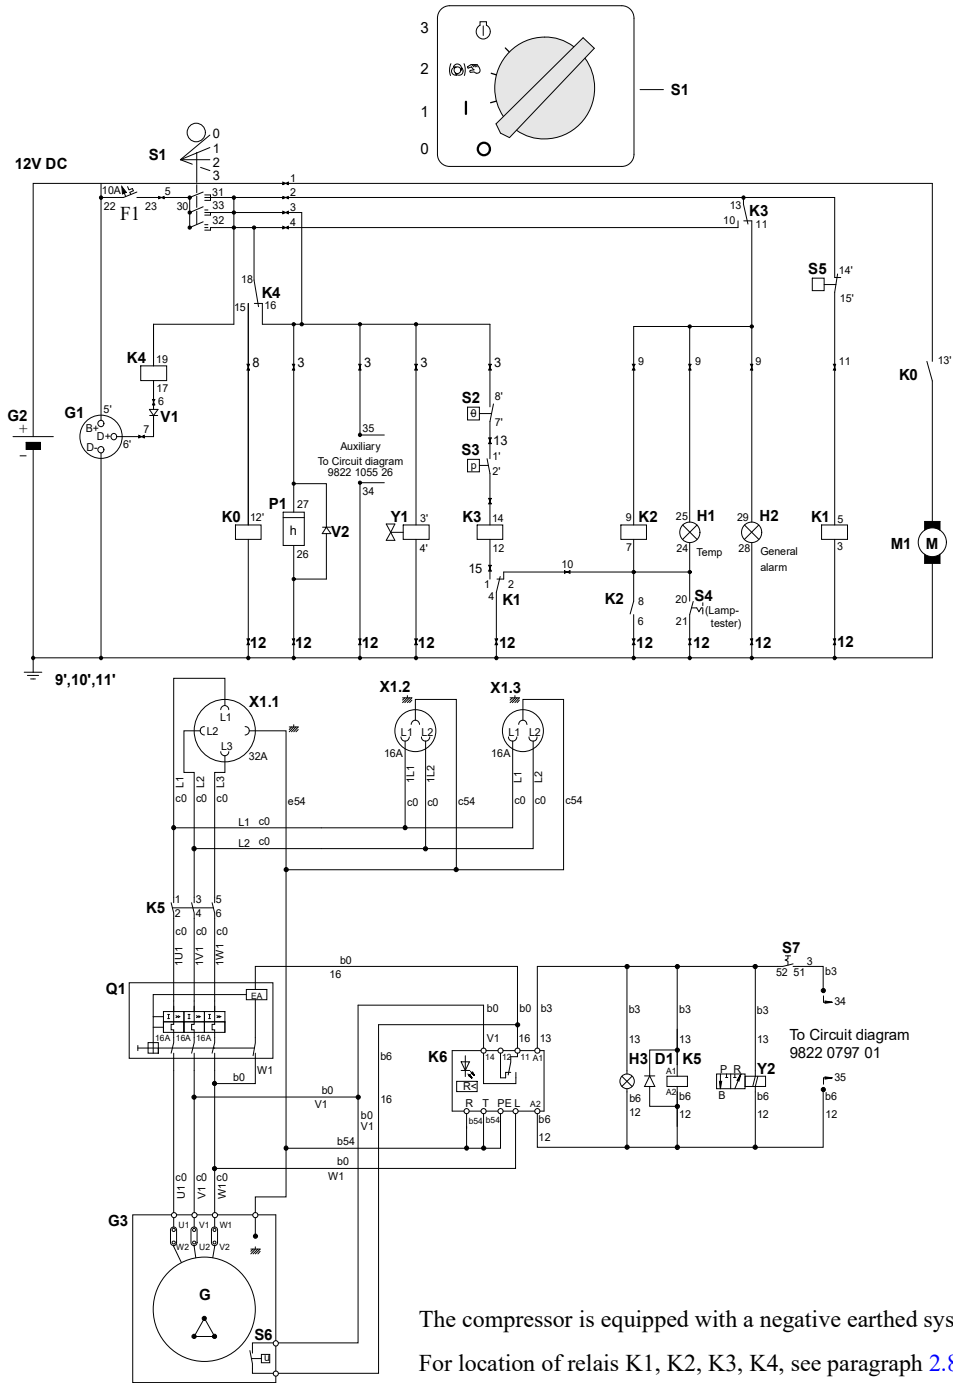 3
2
1
0
S1
S1
0
1
2
3
12V DC
10A
22
F1
23
5
30
31
33
32
1
2
3
4
13
10
K3
11
18
K4
15
16
S5
14'
15'
K4
19
17
6
V1
7
G1
5'
B+
D+
6'
D-
G2
+
−
8
3
3
3
3
9
9
9
11
K0
13'
S2
θ
8'
7'
13
S3
p
1'
2'
35
Auxiliary
To Circuit diagram
9822 1055 26
34
K0
12'
P1
27
h
26
V2
Y1
3'
4'
K3
14
12
15
1
2
4
K1
10
K2
9
7
H1
25
24
Temp
H2
29
28
General
alarm
K1
5
3
M1
M
K2
8
6
S4
20
21
(Lamp-
tester)
12
12
12
12
12
12
12
12
9',10',11'
X1.1
L1
L2
L3
32A
X1.2
L1
L2
16A
X1.3
L1
L2
16A
L1
L2
L3
c0
c0
c0
e54
1L1
1L2
c0
c0
c54
L1
L2
c0
c0
c54
L1 c0
L2 c0
K5
1
3
5
2
4
6
c0
c0
c0
1U1
1V1
1W1
Q1
EA
I
I
I
16A
16A
16A
W1
b0
b0
16
b0
V1
b0
V1
b6
16
b0
b0
b3
V1
16
13
K6
14
12
11
A1
R<
R
T
PE
L
A2
b54
b54
b6
12
b54
b0
W1
S7
3
52
51
b3
34
b3
13
b3
13
b3
13
To Circuit diagram
9822 0797 01
H3
D1
K5
A1
A2
P
R
B
Y2
35
b6
12
b6
12
b6
12
b6
12
c0
c0
c0
U1
V1
W1
G3
U1
V1
W1
W2
U2
V2
G
S6
U
The compressor is equipped with a negative earthed sys
For location of relais K1, K2, K3, K4, see paragraph 2.8